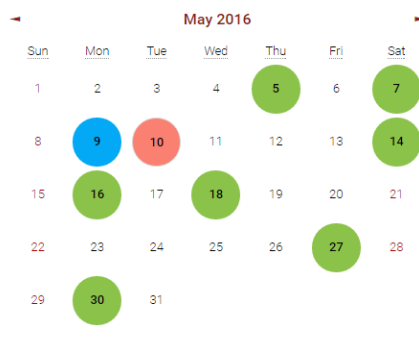 ◄ May 2016 ►
Sun Mon Tue Wed Thu Fri Sat
1 2 3 4 5 6 7
8 9 10 11 12 13 14
15 16 17 18 19 20 21
22 23 24 25 26 27 28
29 30 31